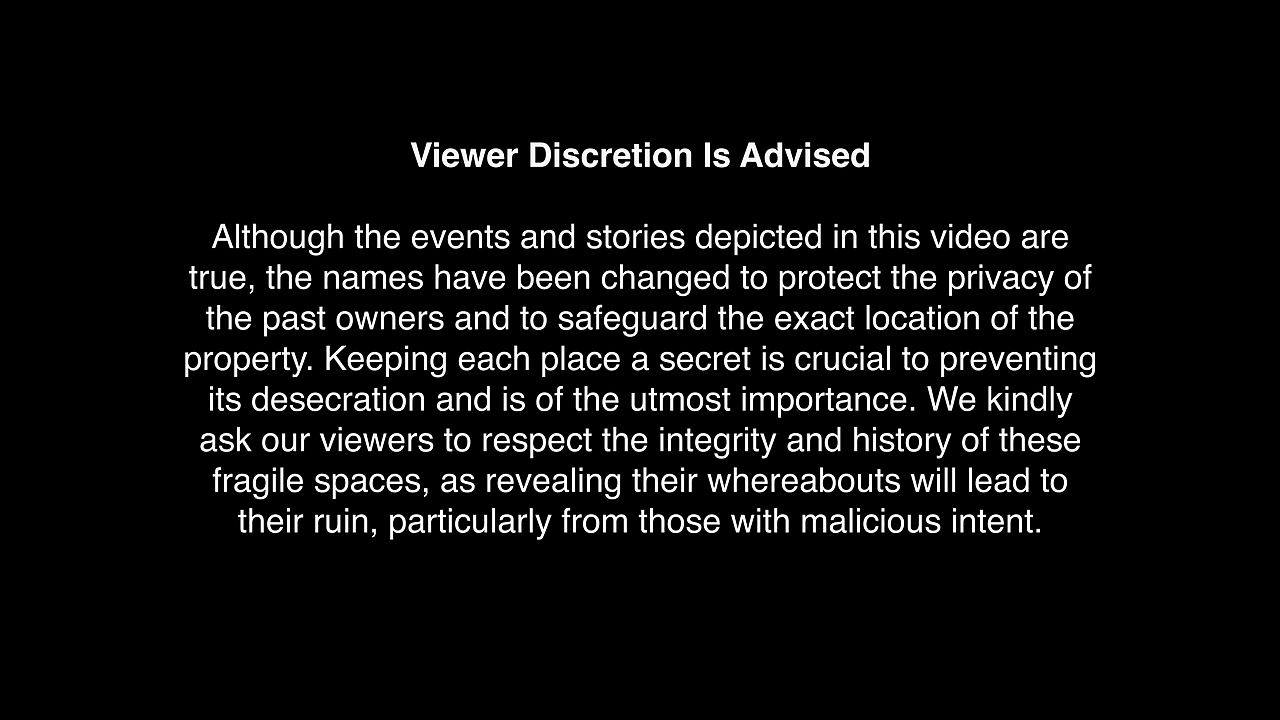 Viewer Discretion Is Advised
Although the events and stories depicted in this video are
true, the names have been changed to protect the privacy of
the past owners and to safeguard the exact location of the
property. Keeping each place a secret is crucial to preventing
its desecration and is of the utmost importance. We kindly
ask our viewers to respect the integrity and history of these
fragile spaces, as revealing their whereabouts will lead to
their ruin, particularly from those with malicious intent.